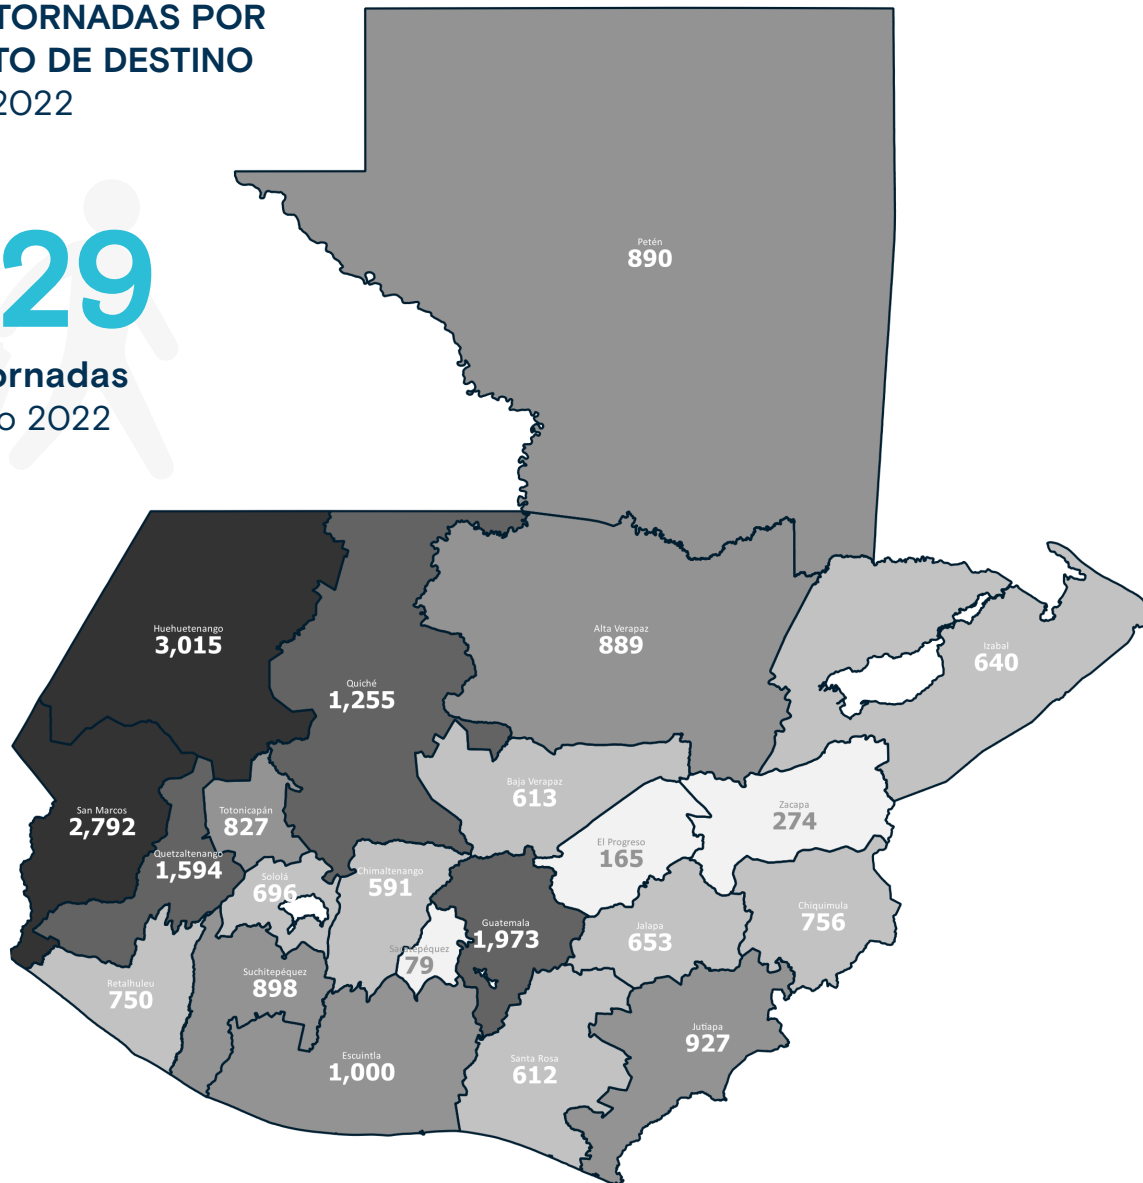 TORNADAS POR
TO DE DESTINO
2022
29
ornadas
o 2022
Petén
890
Huehuetenango
3,015
Quiché
1,255
Alta Verapaz
889
Izabal
640
San Marcos
2,792
Totonicapán
827
Baja Verapaz
613
Zacapa
274
Quetzaltenango
1,594
El Progreso
165
Sololá
696
Chimaltenango
591
Guatemala
1,973
Jalapa
653
Chiquimula
756
Sacatepéquez
79
Retalhuleu
750
Suchitepéquez
898
Escuintla
1,000
Santa Rosa
612
Jutiapa
927